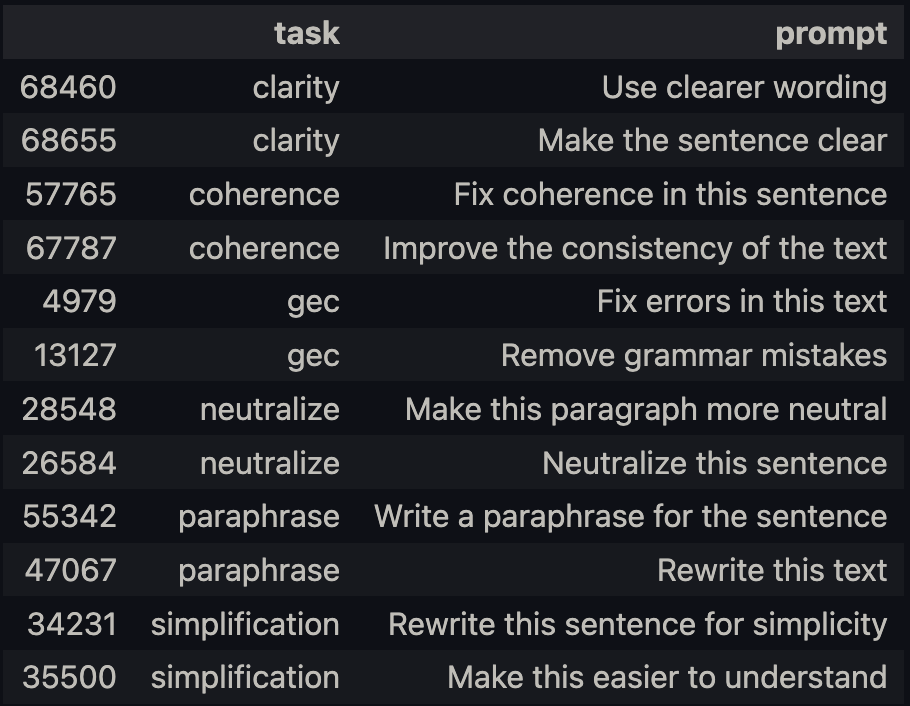 task prompt
68460 clarity Use clearer wording
68655 clarity Make the sentence clear
57765 coherence Fix coherence in this sentence
67787 coherence Improve the consistency of the text
4979 gec Fix errors in this text
13127 gec Remove grammar mistakes
28548 neutralize Make this paragraph more neutral
26584 neutralize Neutralize this sentence
55342 paraphrase Write a paraphrase for the sentence
47067 paraphrase Rewrite this text
34231 simplification Rewrite this sentence for simplicity
35500 simplification Make this easier to understand